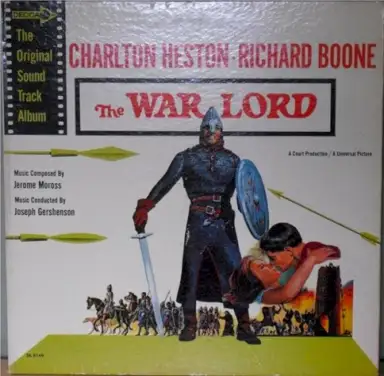 DECCA
The
Original
Sound
Track
Album
CHARLTON HESTON · RICHARD BOONE
The WAR LORD
A Court Production / A Universal Picture
Music Composed By
Jerome Moross
Music Conducted By
Joseph Gershenson